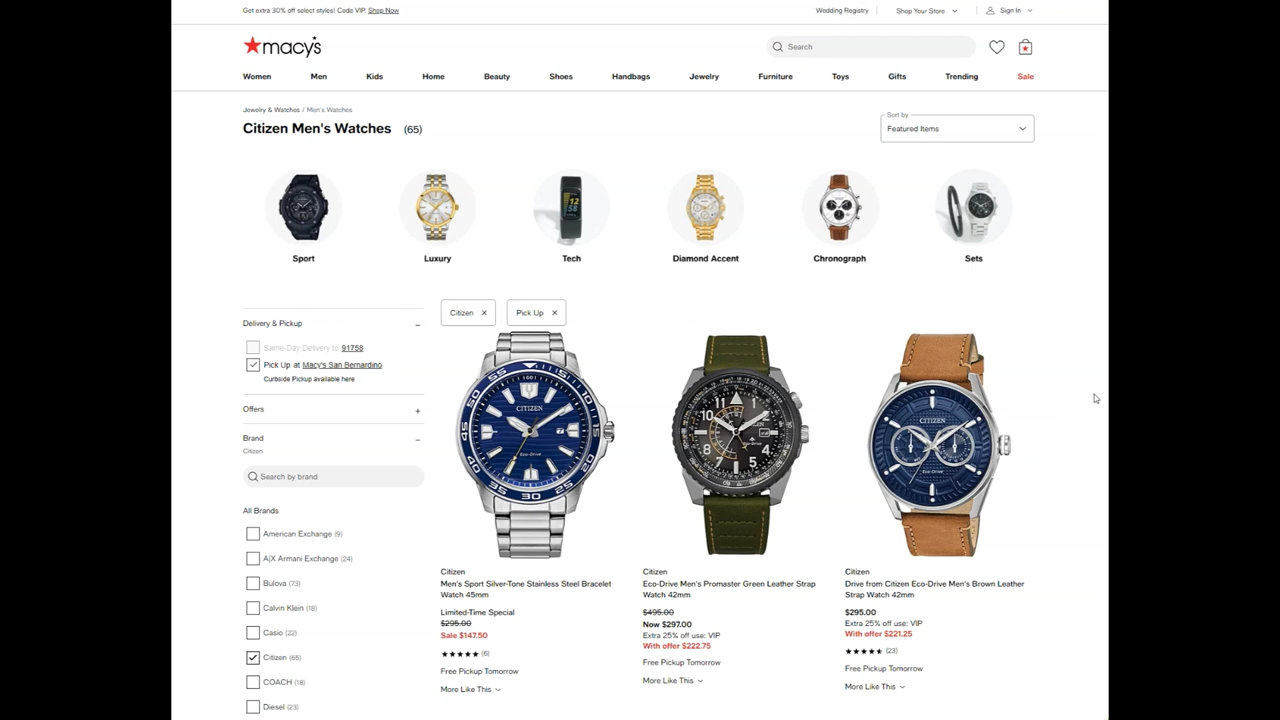 Get extra 30% off select styles! Code VIP. Shop Now
Wedding Registry
Shop Your Store
Sign In
macy's
Search
Women
Men
Kids
Home
Beauty
Shoes
Handbags
Jewelry
Furniture
Toys
Gifts
Trending
Sale
Jewelry & Watches / Men's Watches
Citizen Men's Watches (65)
Sort by
Featured Items
Sport
Luxury
Tech
Diamond Accent
Chronograph
Sets
Delivery & Pickup
Same-Day Delivery to 91758
Pick Up at Macy's San Bernardino
Curbside Pickup available here
Offers
Brand
Citizen
Search by brand
All Brands
American Exchange (9)
A|X Armani Exchange (24)
Bulova (73)
Calvin Klein (18)
Casio (22)
Citizen (65)
COACH (18)
Diesel (23)
Citizen
Pick Up
CITIZEN
Eco-Drive
Citizen
Men's Sport Silver-Tone Stainless Steel Bracelet
Watch 45mm
Limited-Time Special
$295.00
Sale $147.50
(6)
Free Pickup Tomorrow
More Like This
Citizen
Eco-Drive Men's Promaster Green Leather Strap
Watch 42mm
$495.00
Now $297.00
Extra 25% off use: VIP
With offer $222.75
Free Pickup Tomorrow
More Like This
CITIZEN
Eco-Drive
Citizen
Drive from Citizen Eco-Drive Men's Brown Leather
Strap Watch 42mm
$295.00
Extra 25% off use: VIP
With offer $221.25
(23)
Free Pickup Tomorrow
More Like This